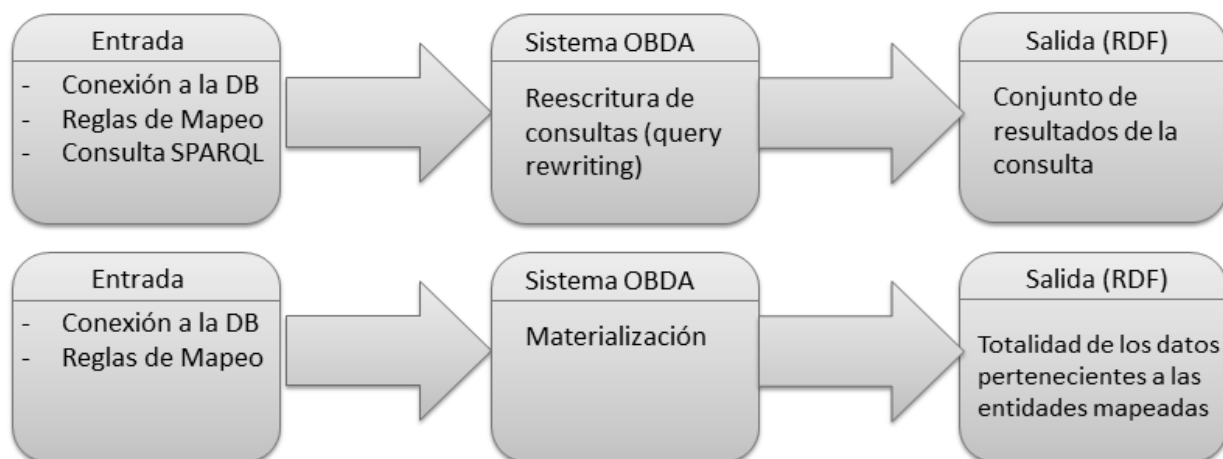 Entrada
- Conexión a la DB
- Reglas de Mapeo
- Consulta SPARQL
Sistema OBDA
Reescritura de
consultas (query
rewriting)
Salida (RDF)
Conjunto de
resultados de la
consulta
Entrada
- Conexión a la DB
- Reglas de Mapeo
Sistema OBDA
Materialización
Salida (RDF)
Totalidad de los datos
pertenecientes a las
entidades mapeadas